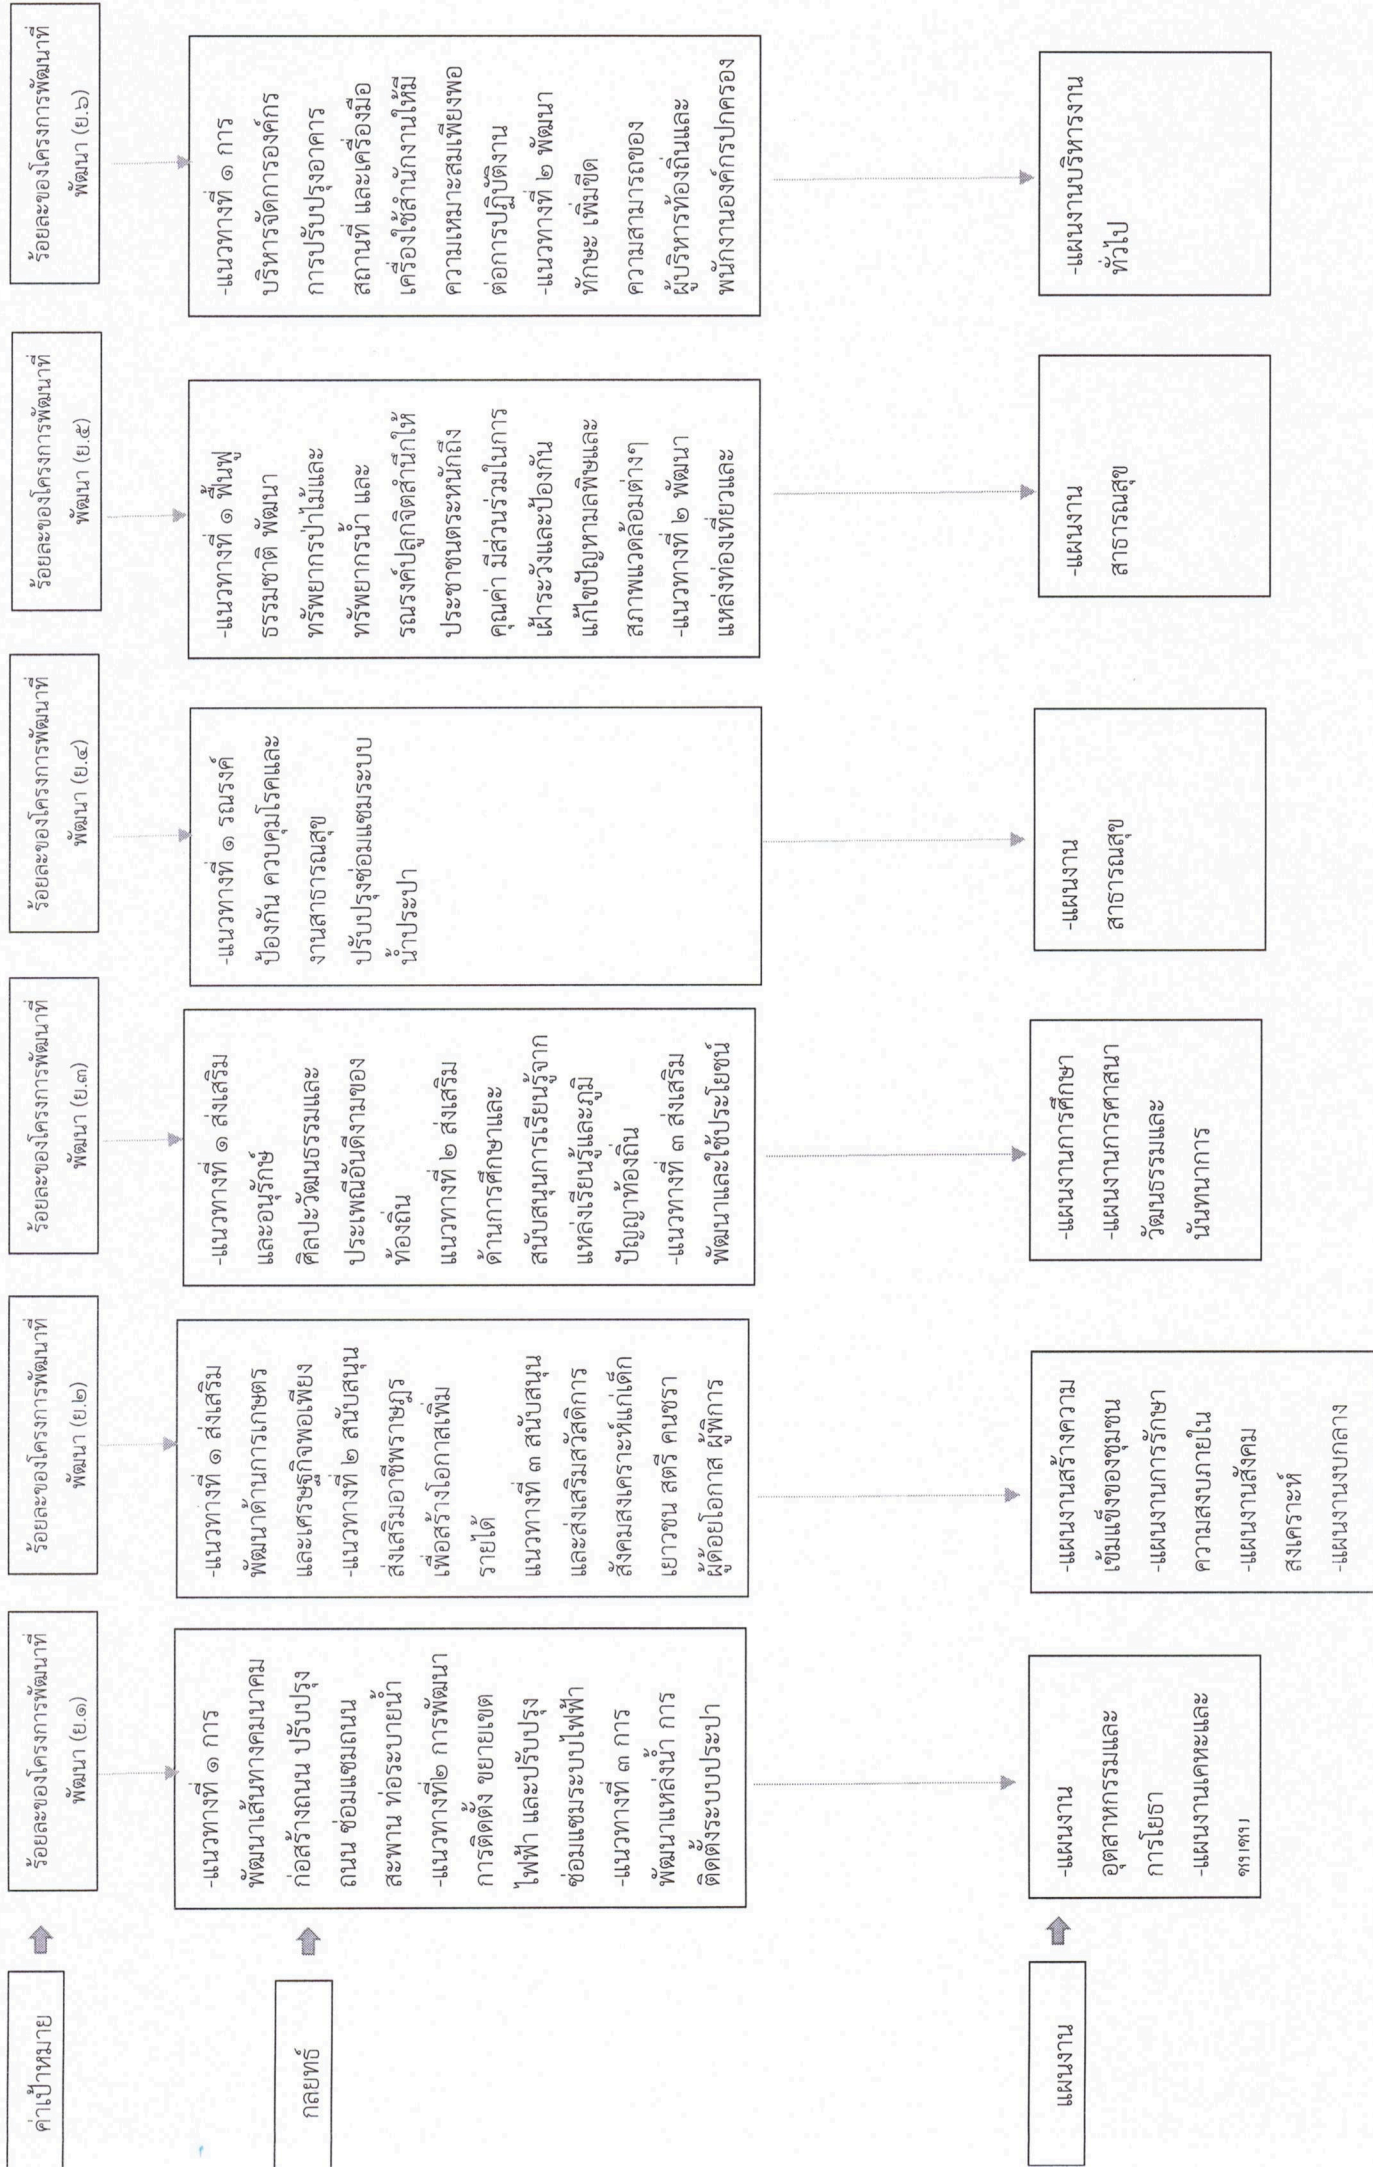 ค่าเป้าหมาย
ร้อยละของโครงการพัฒนาที่
พัฒนา (ย.๑)
ร้อยละของโครงการพัฒนาที่
พัฒนา (ย.๒)
ร้อยละของโครงการพัฒนาที่
พัฒนา (ย.๓)
ร้อยละของโครงการพัฒนาที่
พัฒนา (ย.๔)
ร้อยละของโครงการพัฒนาที่
พัฒนา (ย.๕)
ร้อยละของโครงการพัฒนาที่
พัฒนา (ย.๖)
กลยทธ์
-แนวทางที่ ๑ การ
พัฒนาเส้นทางคมนาคม
ก่อสร้างถนน ปรับปรุง
ถนน ซ่อมแซมถนน
สะพาน ท่อระบายน้ำ
-แนวทางที่๒ การพัฒนา
การติดตั้ง ขยายเขต
ไฟฟ้า และปรับปรุง
ซ่อมแซมระบบไฟฟ้า
-แนวทางที่ ๓ การ
พัฒนาแหล่งน้ำ การ
ติดตั้งระบบประปา
-แนวทางที่ ๑ ส่งเสริม
พัฒนาด้านการเกษตร
และเศรษฐกิจพอเพียง
-แนวทางที่ ๒ สนับสนุน
ส่งเสริมอาชีพราษฎร
เพื่อสร้างโอกาสเพิ่ม
รายได้
แนวทางที่ ๓ สนับสนุน
และส่งเสริมสวัสดิการ
สังคมสงเคราะห์แก่เด็ก
เยาวชน สตรี คนชรา
ผู้ด้อยโอกาส ผู้พิการ
-แนวทางที่ ๑ ส่งเสริม
และอนุรักษ์
ศิลปะวัฒนธรรมและ
ประเพณีอันดีงามของ
ท้องถิ่น
แนวทางที่ ๒ ส่งเสริม
ด้านการศึกษาและ
สนับสนุนการเรียนรู้จาก
แหล่งเรียนรู้และภูมิ
ปัญญาท้องถิ่น
-แนวทางที่ ๓ ส่งเสริม
พัฒนาและใช้ประโยชน์
-แนวทางที่ ๑ รณรงค์
ป้องกัน ควบคุมโรคและ
งานสาธารณสุข
ปรับปรุงซ่อมแซมระบบ
น้ำประปา
-แนวทางที่ ๑ ฟื้นฟู
ธรรมชาติ พัฒนา
ทรัพยากรป่าไม้และ
ทรัพยากรน้ำ และ
รณรงค์ปลูกจิตสำนึกให้
ประชาชนตระหนักถึง
คุณค่า มีส่วนร่วมในการ
เฝ้าระวังและป้องกัน
แก้ไขปัญหามลพิษและ
สภาพแวดล้อมต่างๆ
-แนวทางที่ ๒ พัฒนา
แหล่งท่องเที่ยวและ
-แนวทางที่ ๑ การ
บริหารจัดการองค์กร
การปรับปรุงอาคาร
สถานที่ และเครื่องมือ
เครื่องใช้สำนักงานให้มี
ความเหมาะสมเพียงพอ
ต่อการปฏิบัติงาน
-แนวทางที่ ๒ พัฒนา
ทักษะ เพิ่มขีด
ความสามารถของ
ผู้บริหารท้องถิ่นและ
พนักงานองค์กรปกครอง
แผนงาน
-แผนงาน
อุตสาหกรรมและ
การโยธา
-แผนงานเคหะและ
ชุมชน
-แผนงานสร้างความ
เข้มแข็งของชุมชน
-แผนงานการรักษา
ความสงบภายใน
-แผนงานสังคม
สงเคราะห์
-แผนงานงบกลาง
-แผนงานการศึกษา
-แผนงานการศาสนา
วัฒนธรรมและ
นันทนาการ
-แผนงาน
สาธารณสุข
-แผนงาน
สาธารณสุข
-แผนงานบริหารงาน
ทั่วไป